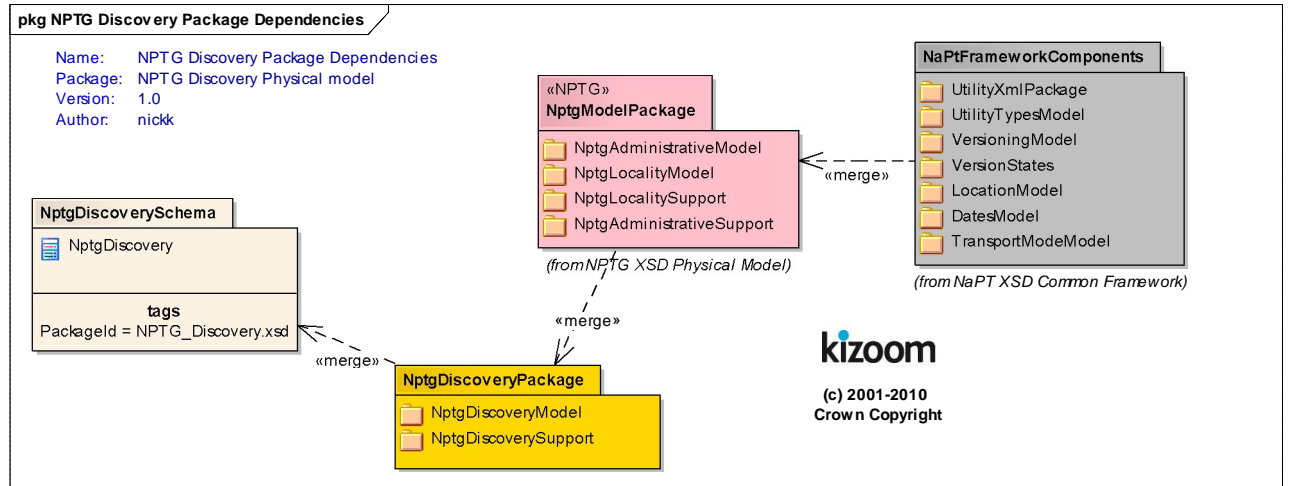 pkg NPTG Discovery Package Dependencies
Name: NPTG Discovery Package Dependencies
Package: NPTG Discovery Physical model
Version: 1.0
Author: nickk
NaPtFrameworkComponents
UtilityXmlPackage
UtilityTypesModel
VersioningModel
VersionStates
LocationModel
DatesModel
TransportModeModel
(from NaPT XSD Common Framework)
«merge»
«NPTG»
NptgModelPackage
NptgAdministrativeModel
NptgLocalityModel
NptgLocalitySupport
NptgAdministrativeSupport
(from NPTG XSD Physical Model)
«merge»
NptgDiscoverySchema
NptgDiscovery
tags
PackageId = NPTG_Discovery.xsd
«merge»
NptgDiscoveryPackage
NptgDiscoveryModel
NptgDiscoverySupport
kizoom
(c) 2001-2010
Crown Copyright